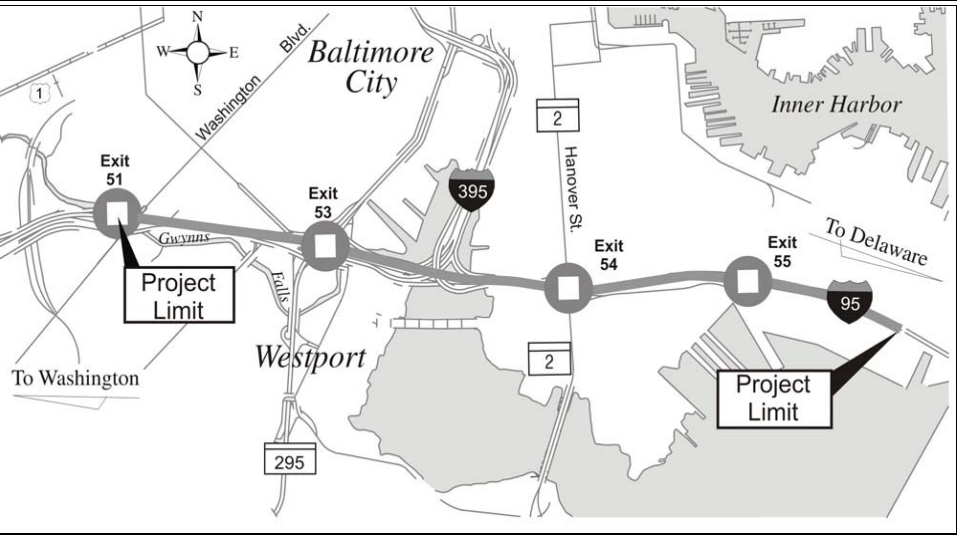 N
W
E
S
1
Washington
Blvd.
Baltimore
City
Inner Harbor
2
Hanover St.
395
Exit
51
Exit
53
Gwynns
Falls
Project
Limit
Exit
54
Exit
55
To Delaware
95
Westport
To Washington
2
Project
Limit
295